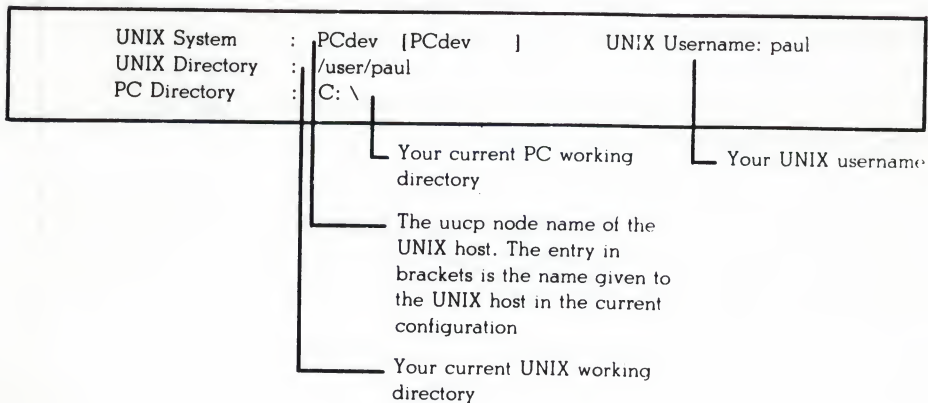 UNIX System : PCdev [PCdev ] UNIX Username: paul
UNIX Directory : /user/paul
PC Directory : C: \
Your current PC working
directory
Your UNIX username
The uucp node name of the
UNIX host. The entry in
brackets is the name given to
the UNIX host in the current
configuration
Your current UNIX working
directory